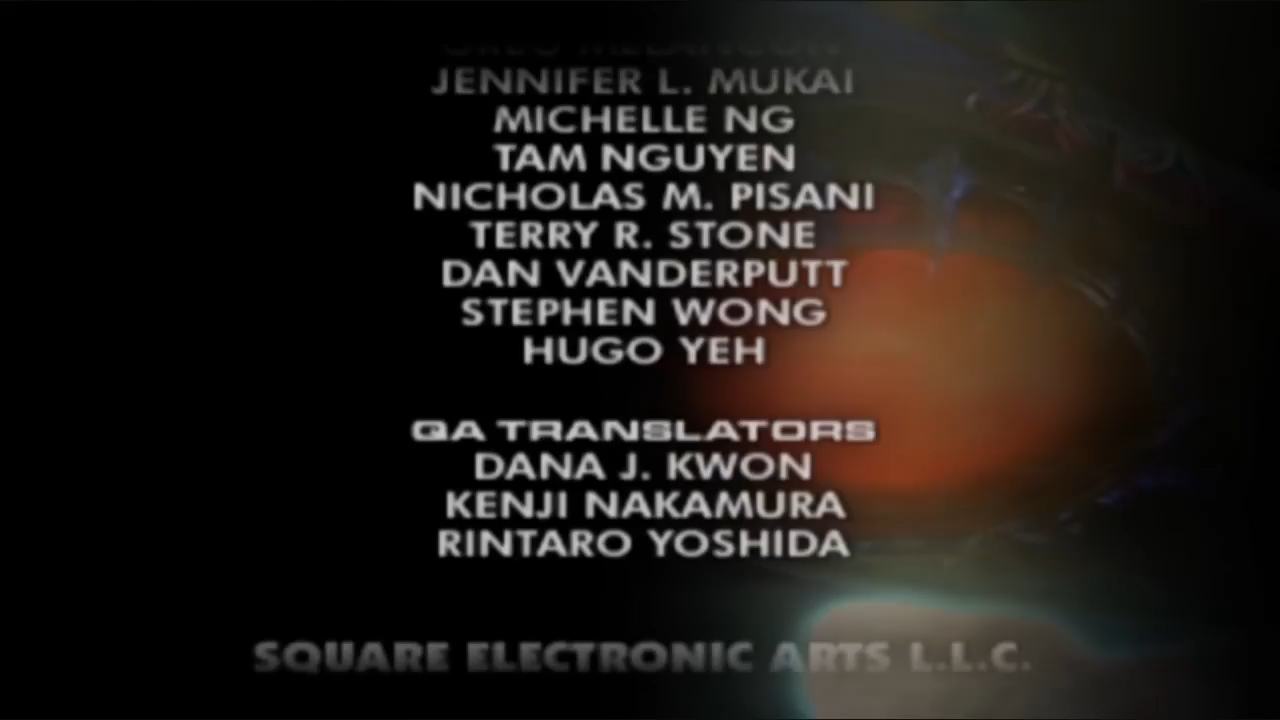 JENNIFER L. MUKAI
MICHELLE NG
TAM NGUYEN
NICHOLAS M. PISANI
TERRY R. STONE
DAN VANDERPUTT
STEPHEN WONG
HUGO YEH
QA TRANSLATORS
DANA J. KWON
KENJI NAKAMURA
RINTARO YOSHIDA
SQUARE ELECTRONIC ARTS L.L.C.